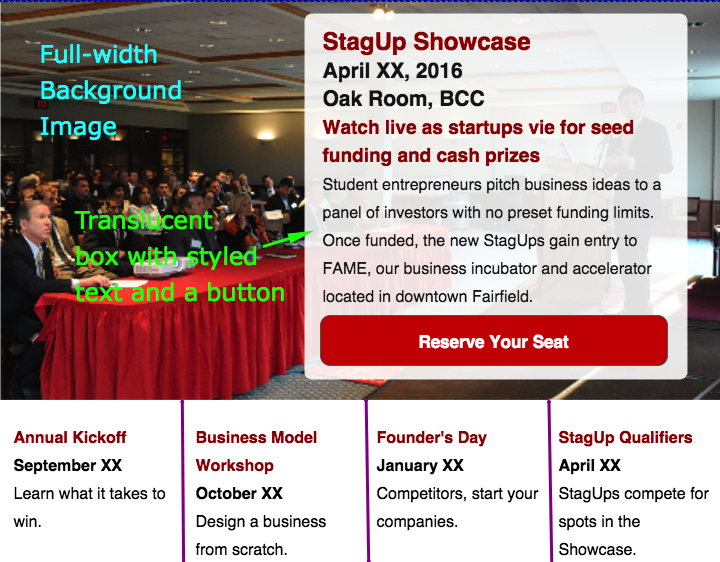 Full-width
Background
Image
Translucent
box with styled
text and a button
StagUp Showcase
April XX, 2016
Oak Room, BCC
Watch live as startups vie for seed
funding and cash prizes
Student entrepreneurs pitch business ideas to a
panel of investors with no preset funding limits.
Once funded, the new StagUps gain entry to
FAME, our business incubator and accelerator
located in downtown Fairfield.
Reserve Your Seat
Annual Kickoff
September XX
Learn what it takes to
win.
Business Model
Workshop
October XX
Design a business
from scratch.
Founder's Day
January XX
Competitors, start your
companies.
StagUp Qualifiers
April XX
StagUps compete for
spots in the
Showcase.